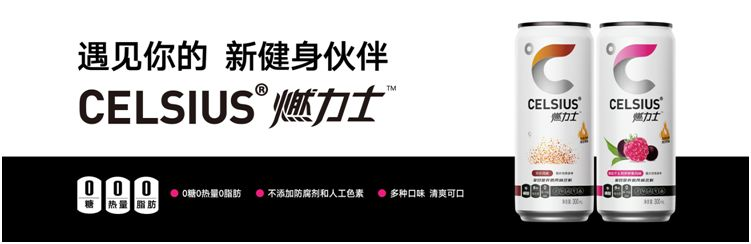 遇见你的 新健身伙伴
CELSIUS® 燃力士™
0 0 0
糖 热量 脂肪
0糖0热量0脂肪
不添加防腐剂和人工色素
多种口味 清爽可口
CELSIUS®
燃力士
300mL
CELSIUS®
燃力士
300mL